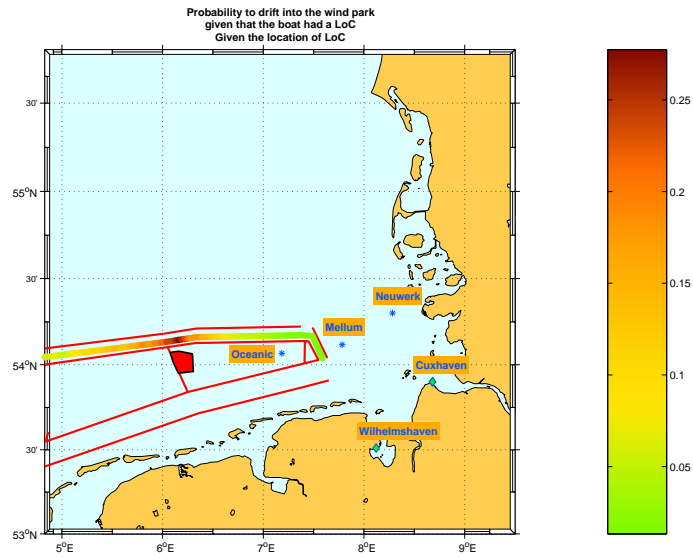 Probability to drift into the wind park
given that the boat had a LoC
Given the location of LoC
30'
55°N
30'
54°N
30'
53°N
5°E
6°E
7°E
8°E
9°E
Neuwerk
Mellum
Oceanic
Cuxhaven
Wilhelmshaven
0.25
0.2
0.15
0.1
0.05